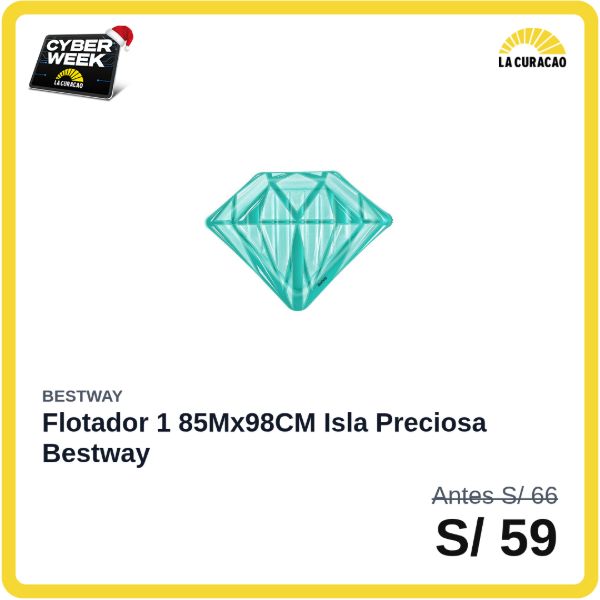 CYBER
WEEK
LA CURACAO
LA CURACAO
BESTWAY
Flotador 1 85Mx98CM Isla Preciosa
Bestway
Antes S/ 66
S/ 59